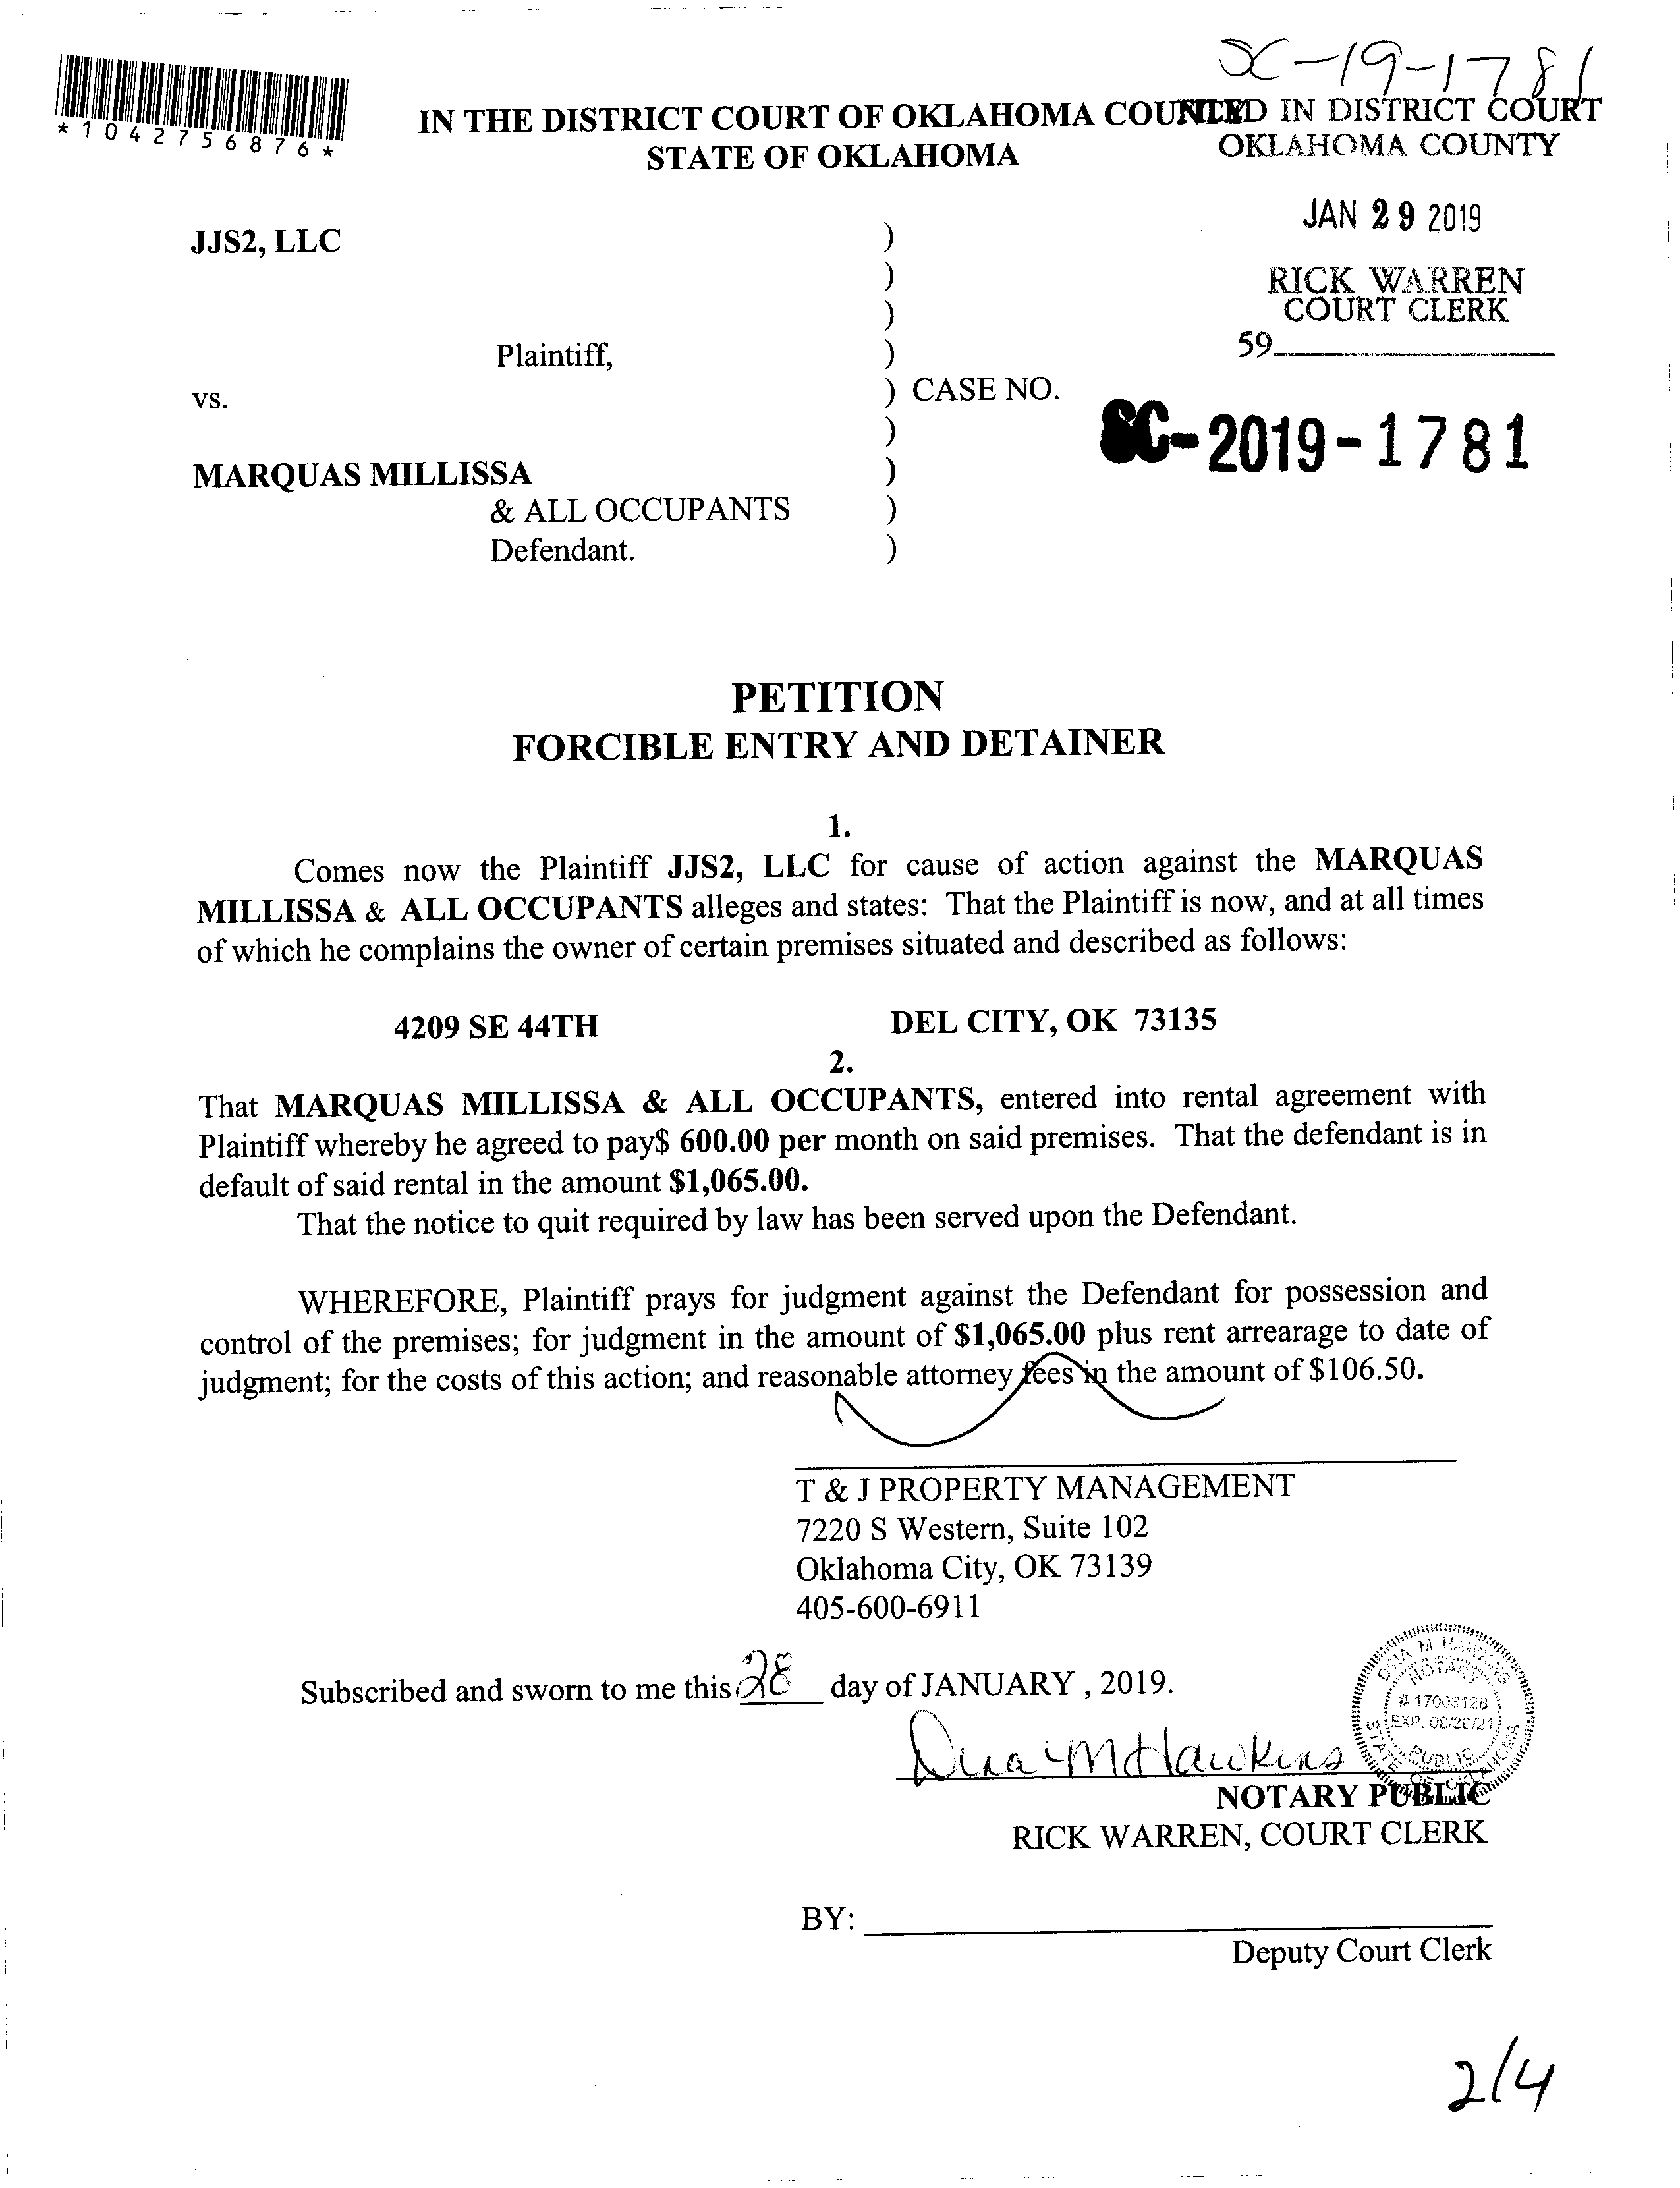 SC-19-1781
*1042756876*
IN THE DISTRICT COURT OF OKLAHOMA COUNTY
STATE OF OKLAHOMA
FILED IN DISTRICT COURT
OKLAHOMA COUNTY
JAN 29 2019
RICK WARREN
COURT CLERK
59
JJS2, LLC )
)
)
Plaintiff, )
vs. ) CASE NO.
)
SC-2019-1781
MARQUAS MILLISSA )
& ALL OCCUPANTS )
Defendant. )
PETITION
FORCIBLE ENTRY AND DETAINER
1.
Comes now the Plaintiff JJS2, LLC for cause of action against the MARQUAS
MILLISSA & ALL OCCUPANTS alleges and states: That the Plaintiff is now, and at all times
of which he complains the owner of certain premises situated and described as follows:
4209 SE 44TH DEL CITY, OK 73135
2.
That MARQUAS MILLISSA & ALL OCCUPANTS, entered into rental agreement with
Plaintiff whereby he agreed to pay$ 600.00 per month on said premises. That the defendant is in
default of said rental in the amount $1,065.00.
That the notice to quit required by law has been served upon the Defendant.
WHEREFORE, Plaintiff prays for judgment against the Defendant for possession and
control of the premises; for judgment in the amount of $1,065.00 plus rent arrearage to date of
judgment; for the costs of this action; and reasonable attorney fees in the amount of $106.50.
T & J PROPERTY MANAGEMENT
7220 S Western, Suite 102
Oklahoma City, OK 73139
405-600-6911
Subscribed and sworn to me this 28 day of JANUARY , 2019.
Dina M Hawkins
DINA M HAWKINS
NOTARY
# 17008128
EXP. 08/20/21
PUBLIC
STATE OF OKLAHOMA
NOTARY PUBLIC
RICK WARREN, COURT CLERK
BY:
Deputy Court Clerk
2/4